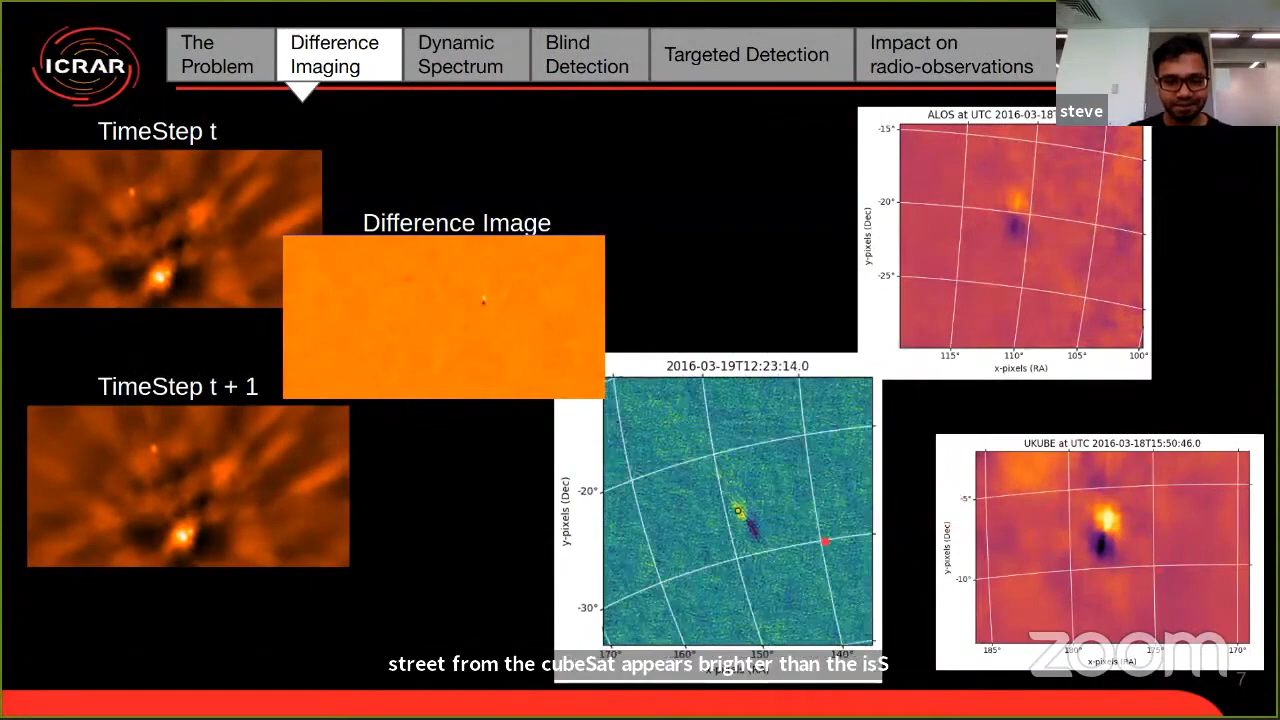 ICRAR
The
Problem
Difference
Imaging
Dynamic
Spectrum
Blind
Detection
Targeted Detection
Impact on
radio-observations
steve
TimeStep t
Difference Image
TimeStep t + 1
ALOS at UTC 2016-03-18T
-15°
-20°
-25°
y-pixels (Dec)
115°
110°
105°
100°
x-pixels (RA)
2016-03-19T12:23:14.0
-20°
-30°
y-pixels (Dec)
170°
160°
150°
140°
x-pixels (RA)
UKUBE at UTC 2016-03-18T15:50:46.0
-5°
-10°
y-pixels (Dec)
185°
180°
175°
170°
x-pixels (RA)
street from the cubeSat appears brighter than the isS
zoom
7